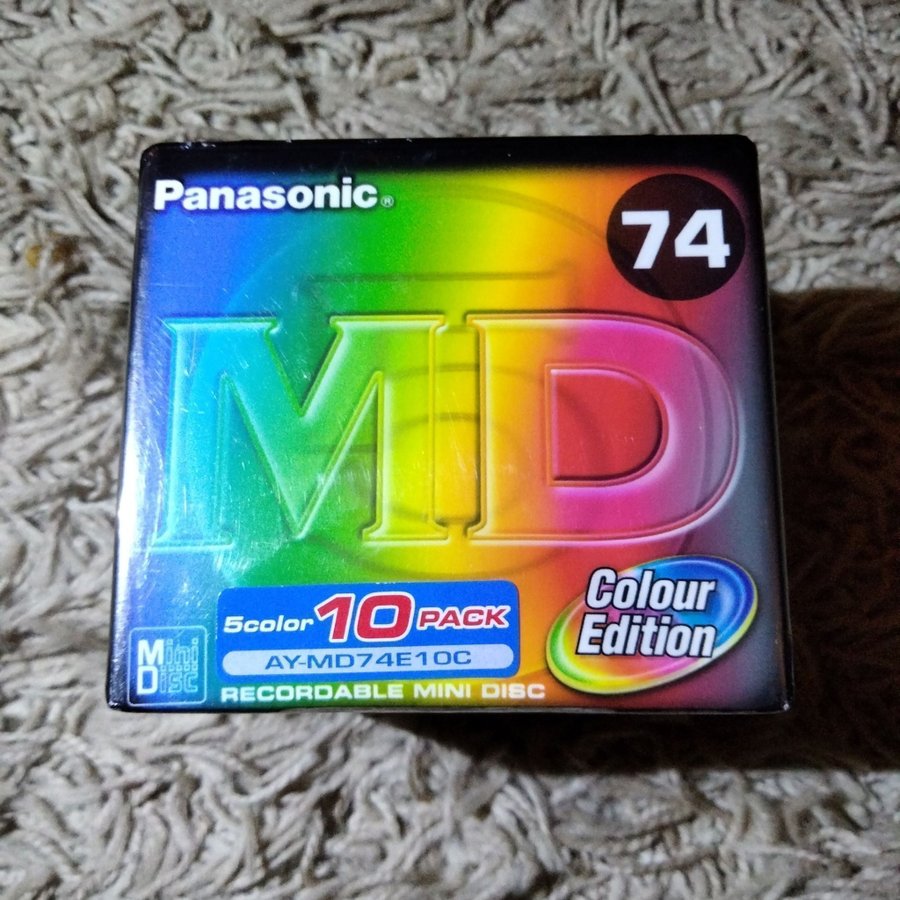 Panasonic®
74
MD
5color 10 PACK
AY-MD74E10C
Colour
Edition
Mini
Disc
RECORDABLE MINI DISC